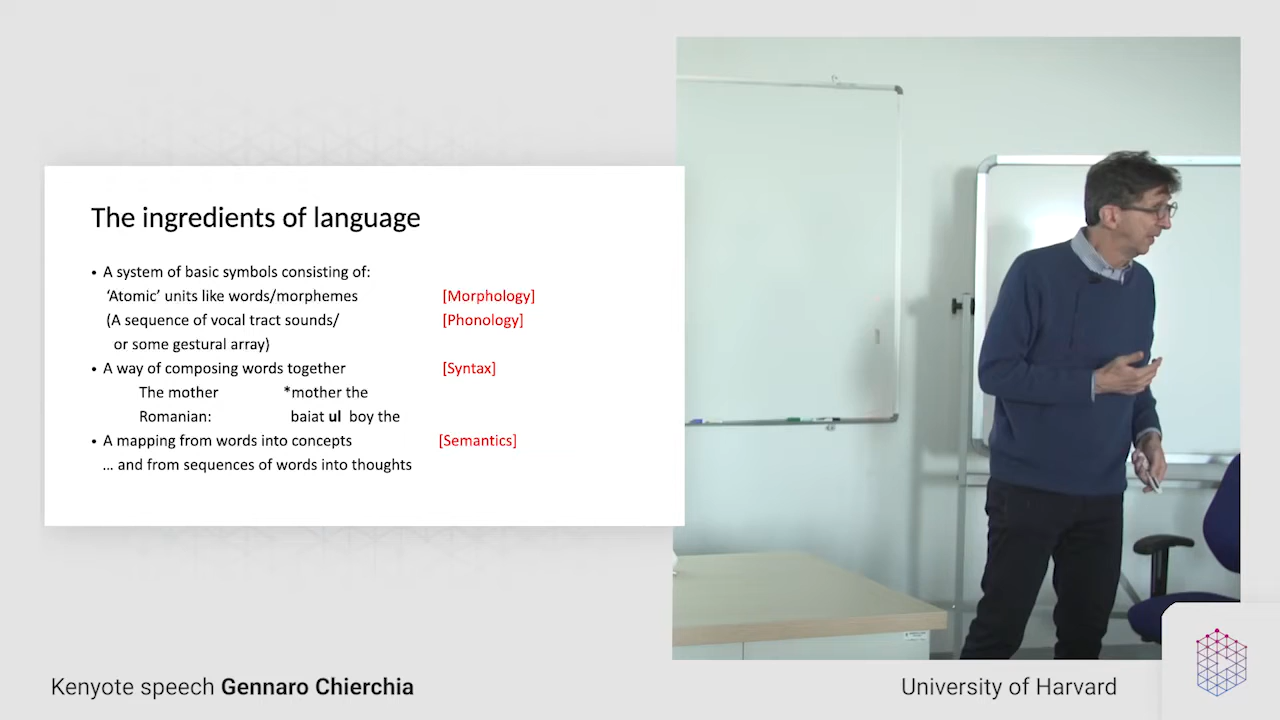 The ingredients of language
• A system of basic symbols consisting of:
‘Atomic’ units like words/morphemes [Morphology]
(A sequence of vocal tract sounds/ [Phonology]
or some gestural array)
• A way of composing words together [Syntax]
The mother *mother the
Romanian: baiat ul boy the
• A mapping from words into concepts [Semantics]
… and from sequences of words into thoughts
Kenyote speech Gennaro Chierchia
University of Harvard